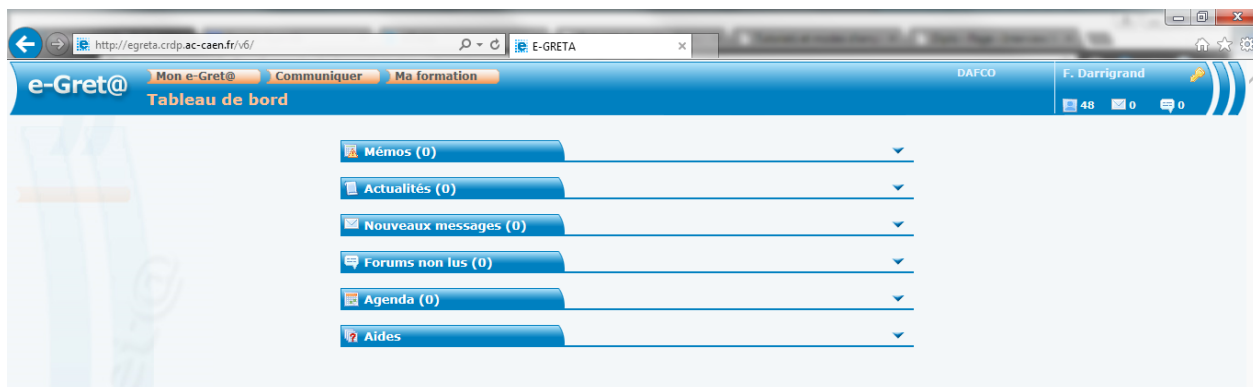 http://egreta.crdp.ac-caen.fr/v6/
E-GRETA
e-Gret@
Mon e-Gret@ Communiquer Ma formation
DAFCO
F. Darrigrand
Tableau de bord
48 0 0
Mémos (0)
Actualités (0)
Nouveaux messages (0)
Forums non lus (0)
Agenda (0)
Aides